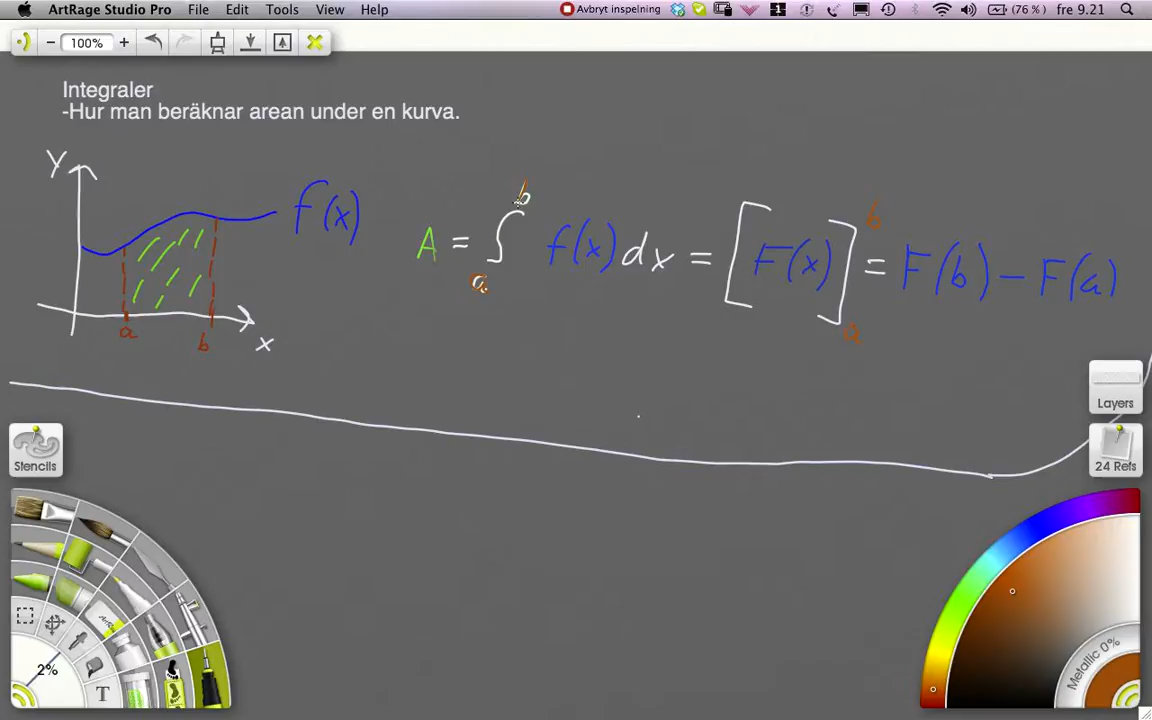 ArtRage Studio Pro File Edit Tools View Help Avbryt inspelning 1 (76 %) fre 9.21
100%
Integraler
-Hur man beräknar arean under en kurva.
Y
f(x)
A = ∫ₐᵇ f(x) dx = [F(x)]ₐᵇ = F(b) - F(a)
a b
x
Layers
Stencils
24 Refs
2%
T
Metallic 0%